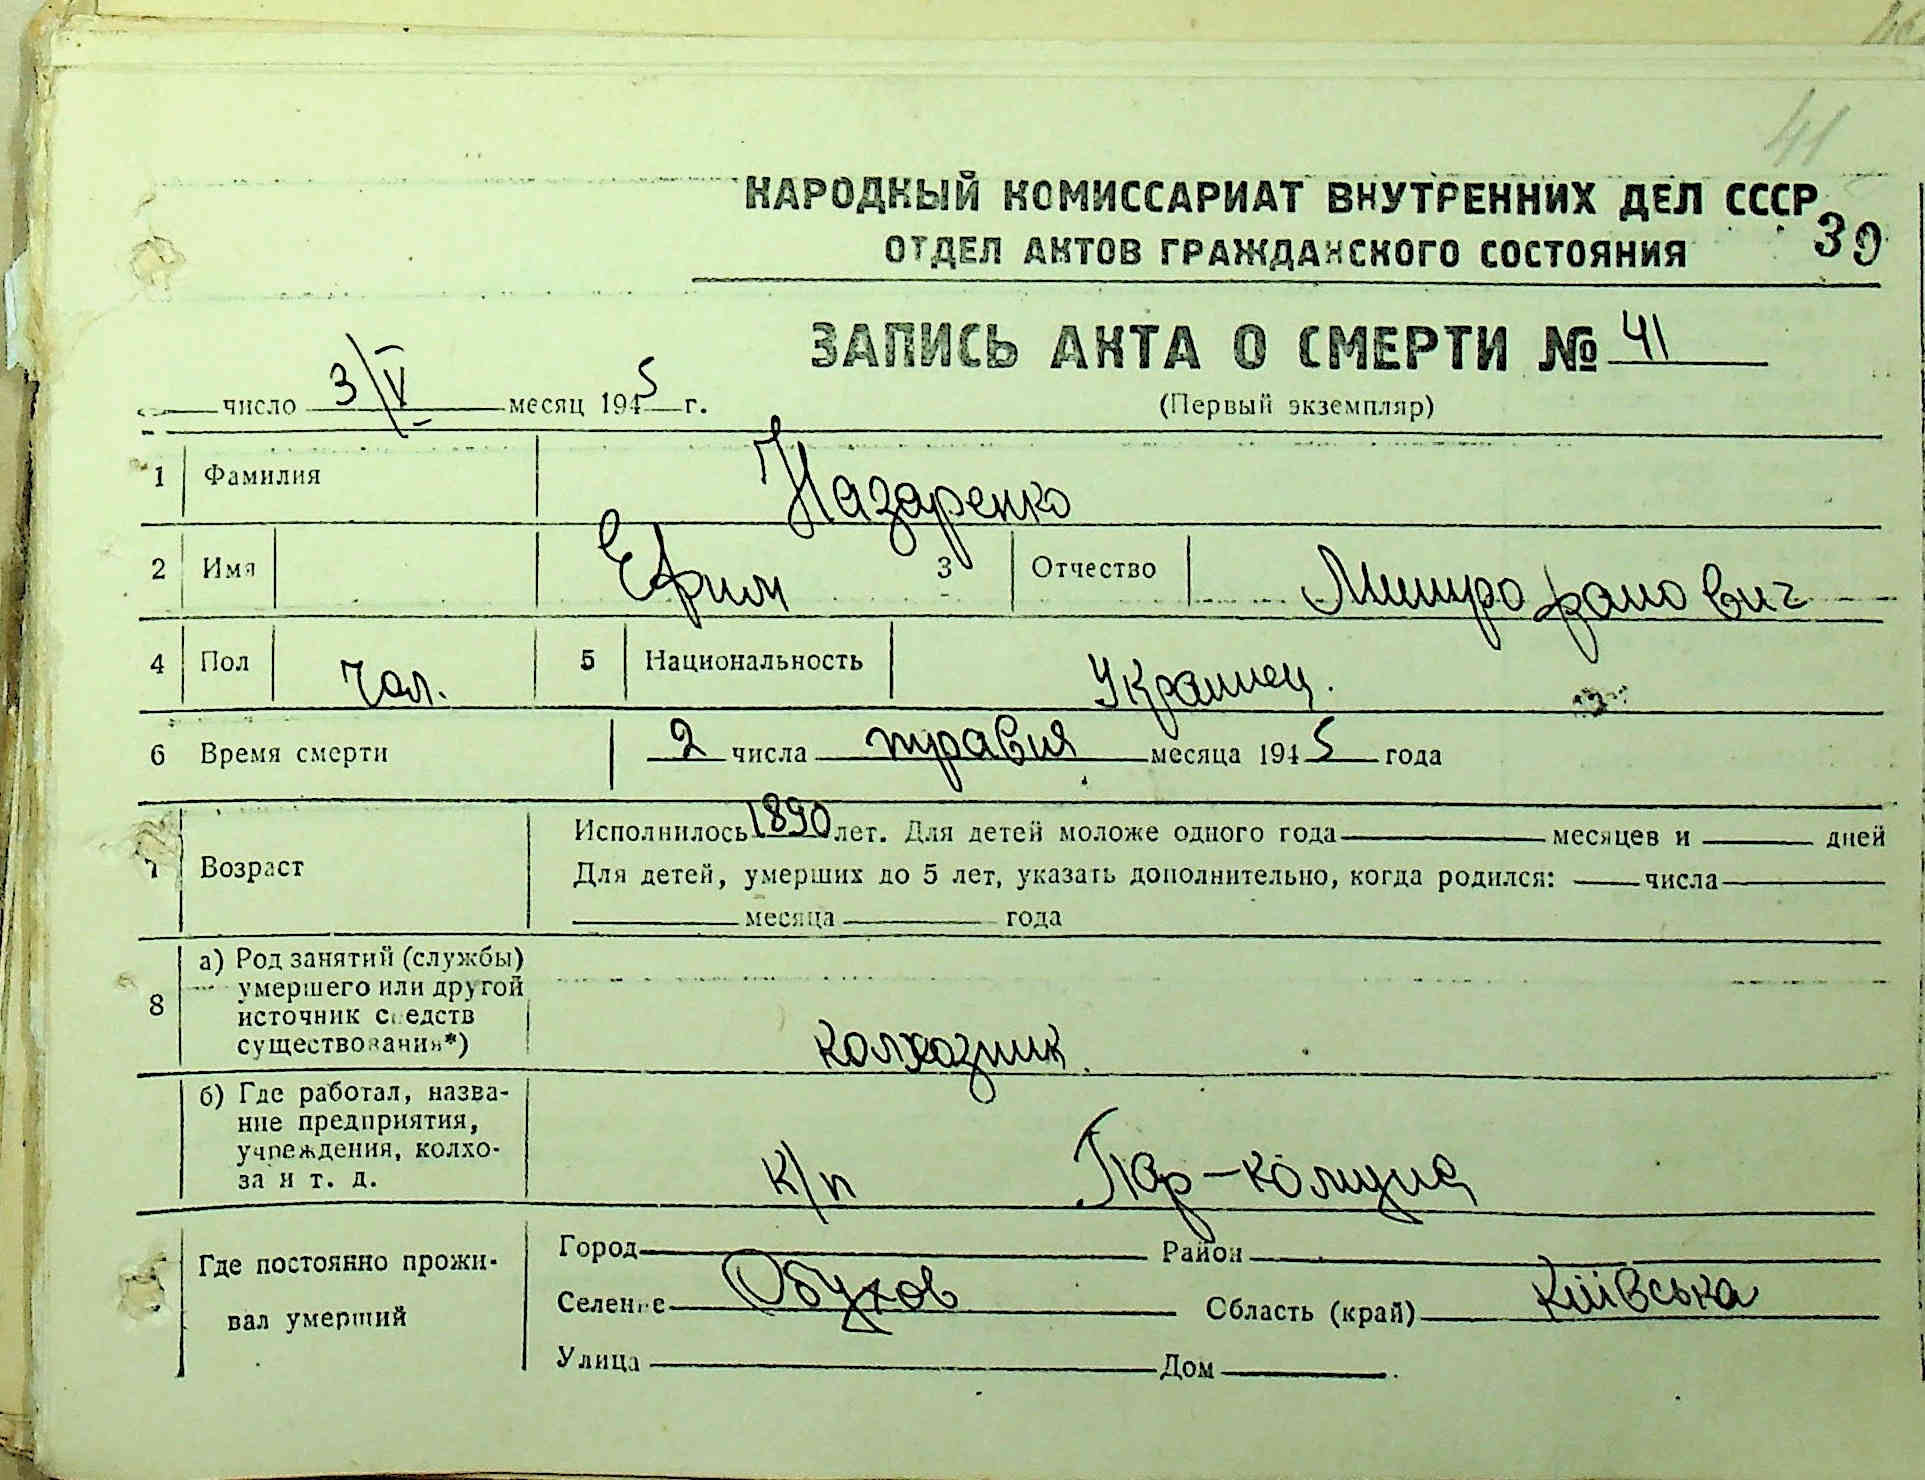 41
НАРОДНЫЙ КОМИССАРИАТ ВНУТРЕННИХ ДЕЛ СССР
39
ОТДЕЛ АКТОВ ГРАЖДАНСКОГО СОСТОЯНИЯ
ЗАПИСЬ АКТА О СМЕРТИ № 41
число 3/V месяц 1945 г.
(Первый экземпляр)
1 Фамилия Назаренко
2 Имя Ефим 3 Отчество Митрофанович
4 Пол чол. 5 Национальность Украинец.
6 Время смерти 2 числа травня месяца 1945 года
7 Возраст Исполнилось 1890 лет. Для детей моложе одного года месяцев и дней
Для детей, умерших до 5 лет, указать дополнительно, когда родился: числа
месяца года
8 а) Род занятий (службы)
умершего или другой
источник средств
существования*)
колхозник
б) Где работал, назва-
ние предприятия,
учреждения, колхо-
за и т. д.
к/п Пар-комуна
Где постоянно прожи-
вал умерший
Город Район
Селение Обухов Область (край) Київська
Улица Дом